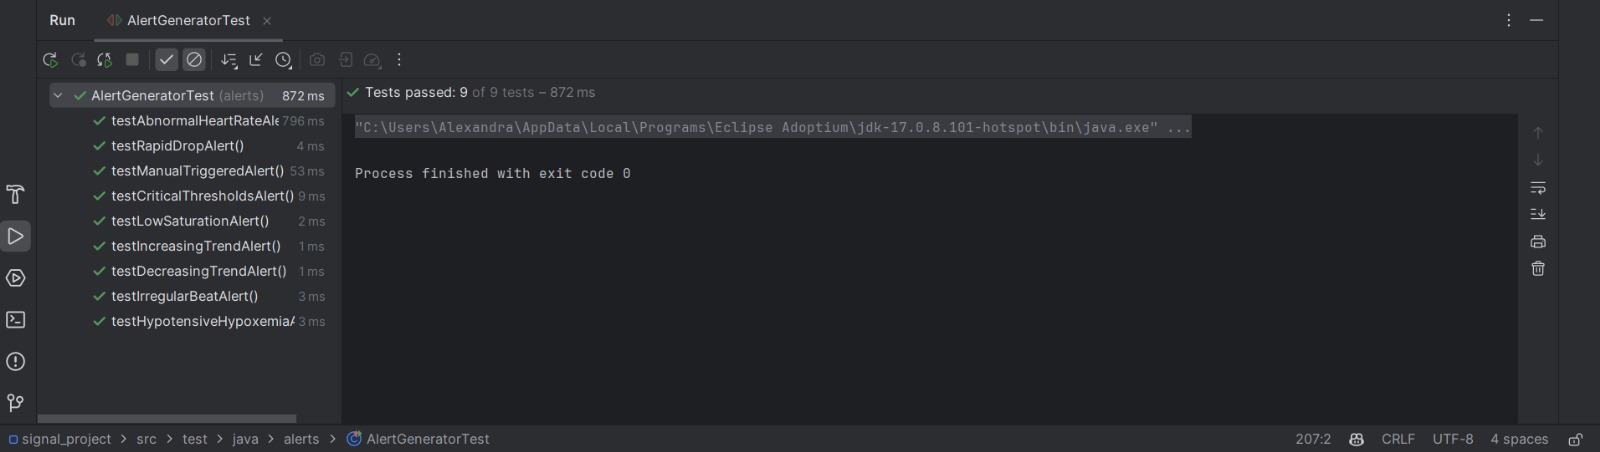 Run AlertGeneratorTest
AlertGeneratorTest (alerts) 872 ms
Tests passed: 9 of 9 tests – 872 ms
testAbnormalHeartRateAle 796 ms
testRapidDropAlert() 4 ms
testManualTriggeredAlert() 53 ms
testCriticalThresholdsAlert() 9 ms
testLowSaturationAlert() 2 ms
testIncreasingTrendAlert() 1 ms
testDecreasingTrendAlert() 1 ms
testIrregularBeatAlert() 3 ms
testHypotensiveHypoxemiaA 3 ms
"C:\Users\Alexandra\AppData\Local\Programs\Eclipse Adoptium\jdk-17.0.8.101-hotspot\bin\java.exe" ...
Process finished with exit code 0
signal_project > src > test > java > alerts > AlertGeneratorTest 207:2 CRLF UTF-8 4 spaces